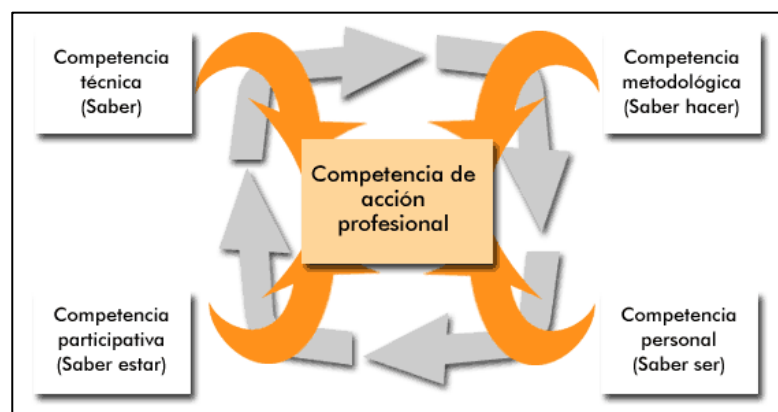 Competencia
técnica
(Saber)
Competencia
metodológica
(Saber hacer)
Competencia de
acción
profesional
Competencia
participativa
(Saber estar)
Competencia
personal
(Saber ser)